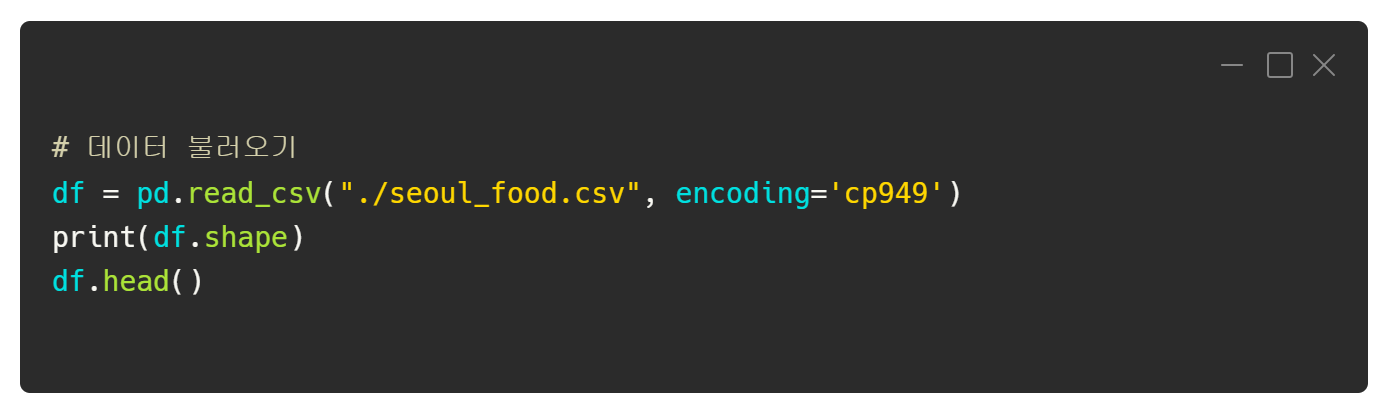 # 데이터 불러오기
df = pd.read_csv("./seoul_food.csv", encoding='cp949')
print(df.shape)
df.head()